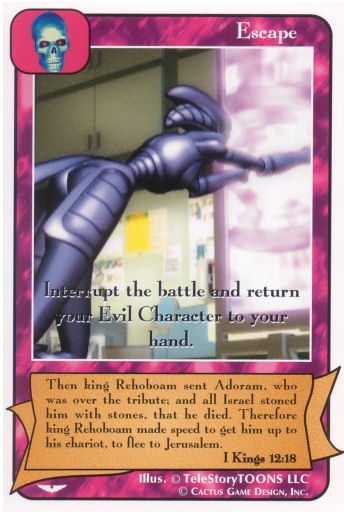 Escape
Interrupt the battle and return
your Evil Character to your
hand.
Then king Rehoboam sent Adoram, who
was over the tribute; and all Israel stoned
him with stones, that he died. Therefore
king Rehoboam made speed to get him up to
his chariot, to flee to Jerusalem.
I Kings 12:18
Illus. © TeleStoryTOONS LLC
© Cactus Game Design, Inc.